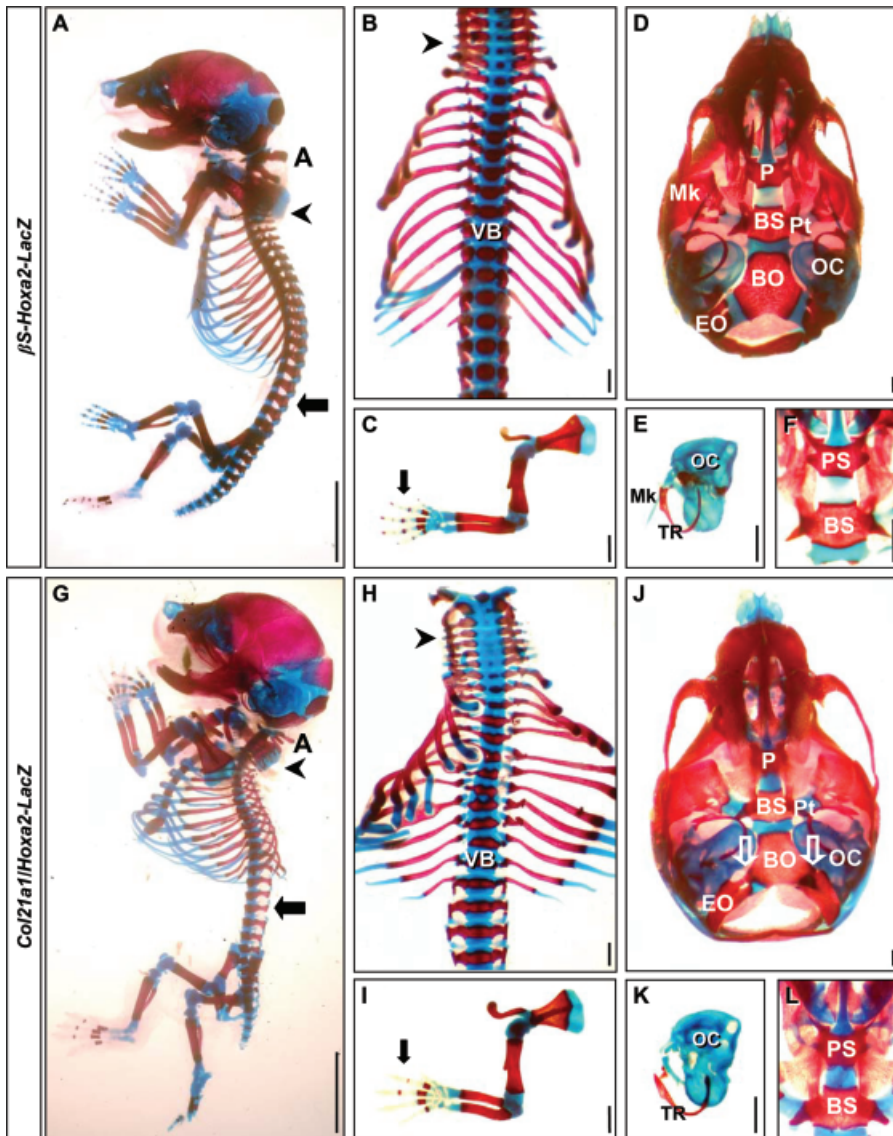 βS-Hoxa2-LacZ
A
A
B
VB
C
D
P
Mk
BS
Pt
BO
OC
EO
E
OC
Mk
TR
F
PS
BS
Col21a1/Hoxa2-LacZ
G
A
H
VB
I
J
P
BS
Pt
BO
OC
EO
K
OC
TR
L
PS
BS